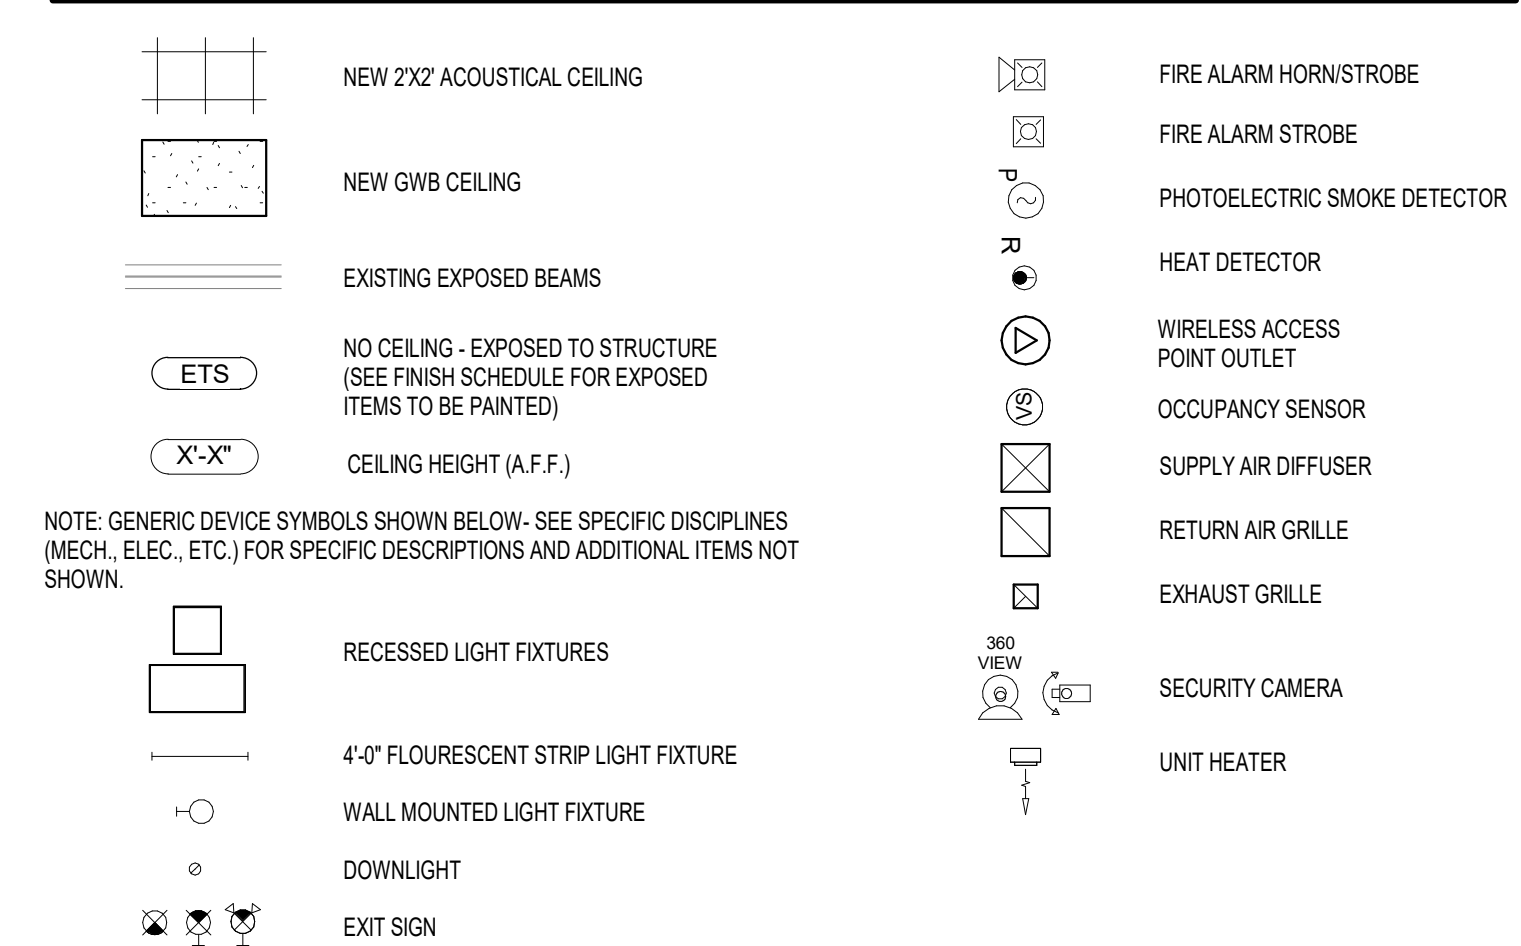 NEW 2'X2' ACOUSTICAL CEILING
NEW GWB CEILING
EXISTING EXPOSED BEAMS
ETS
NO CEILING - EXPOSED TO STRUCTURE
(SEE FINISH SCHEDULE FOR EXPOSED
ITEMS TO BE PAINTED)
X'-X"
CEILING HEIGHT (A.F.F.)
NOTE: GENERIC DEVICE SYMBOLS SHOWN BELOW- SEE SPECIFIC DISCIPLINES
(MECH., ELEC., ETC.) FOR SPECIFIC DESCRIPTIONS AND ADDITIONAL ITEMS NOT
SHOWN.
RECESSED LIGHT FIXTURES
4'-0" FLOURESCENT STRIP LIGHT FIXTURE
WALL MOUNTED LIGHT FIXTURE
DOWNLIGHT
EXIT SIGN
FIRE ALARM HORN/STROBE
FIRE ALARM STROBE
P
PHOTOELECTRIC SMOKE DETECTOR
R
HEAT DETECTOR
WIRELESS ACCESS
POINT OUTLET
VS
OCCUPANCY SENSOR
SUPPLY AIR DIFFUSER
RETURN AIR GRILLE
EXHAUST GRILLE
360
VIEW
SECURITY CAMERA
UNIT HEATER